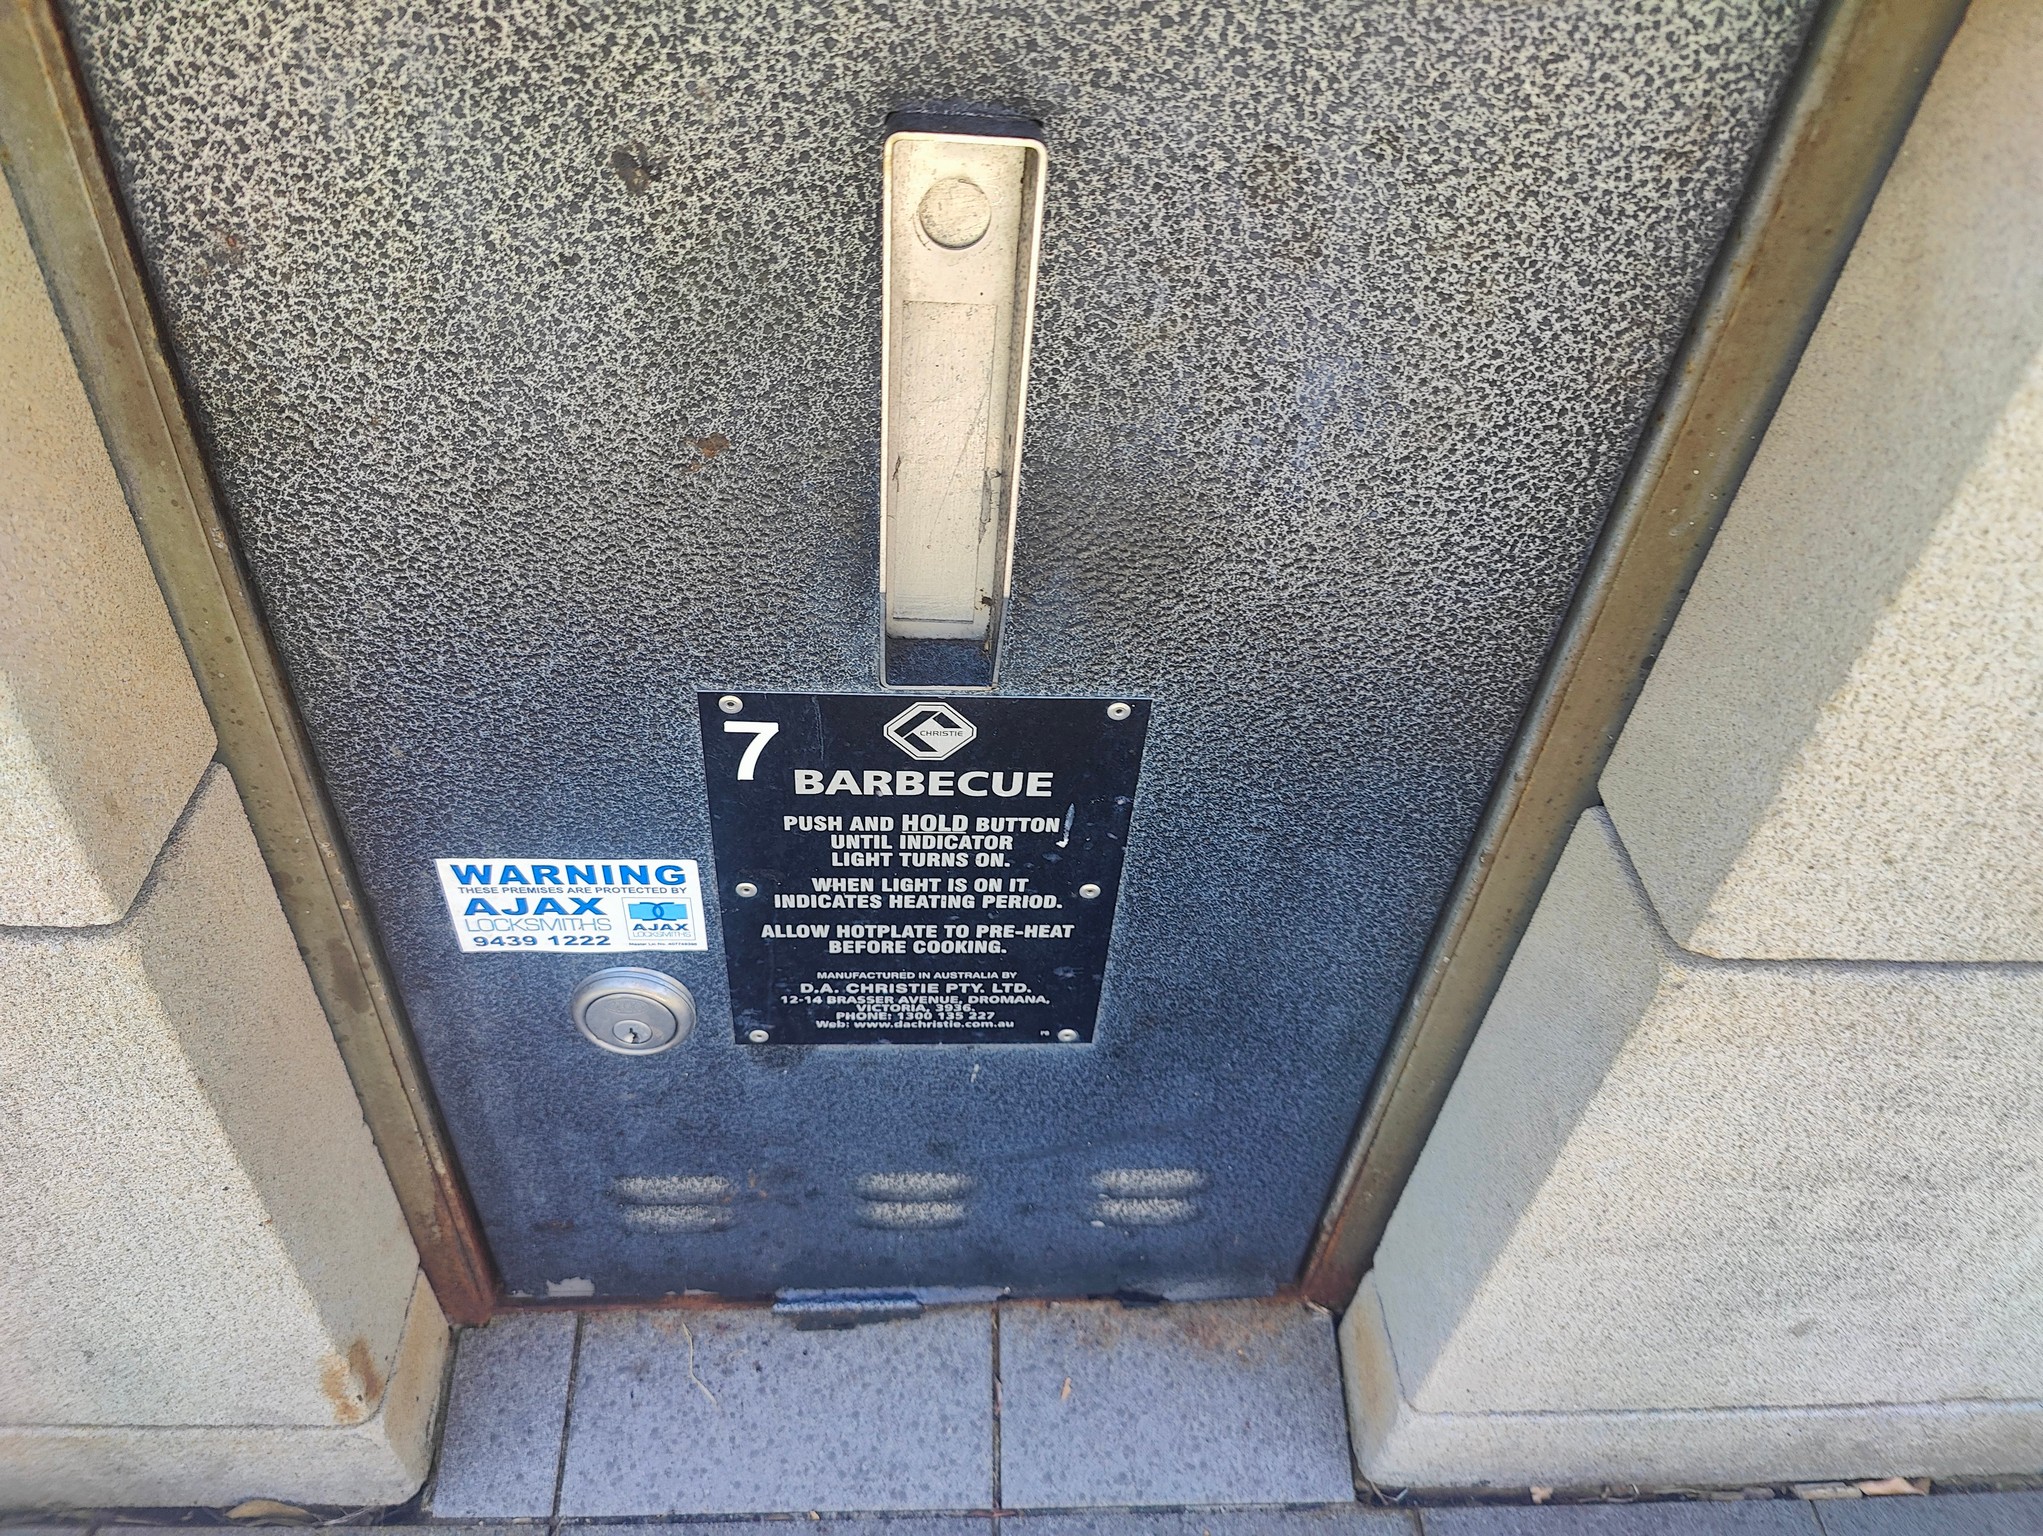 7
CHRISTIE
BARBECUE
PUSH AND HOLD BUTTON
UNTIL INDICATOR
LIGHT TURNS ON.
WHEN LIGHT IS ON IT
INDICATES HEATING PERIOD.
ALLOW HOTPLATE TO PRE-HEAT
BEFORE COOKING.
MANUFACTURED IN AUSTRALIA BY
D.A. CHRISTIE PTY. LTD.
12-14 BRASSER AVENUE, DROMANA,
VICTORIA, 3936.
PHONE: 1300 135 227
Web: www.dachristie.com.au
WARNING
THESE PREMISES ARE PROTECTED BY
AJAX
LOCKSMITHS
9439 1222
AJAX
LOCKSMITHS